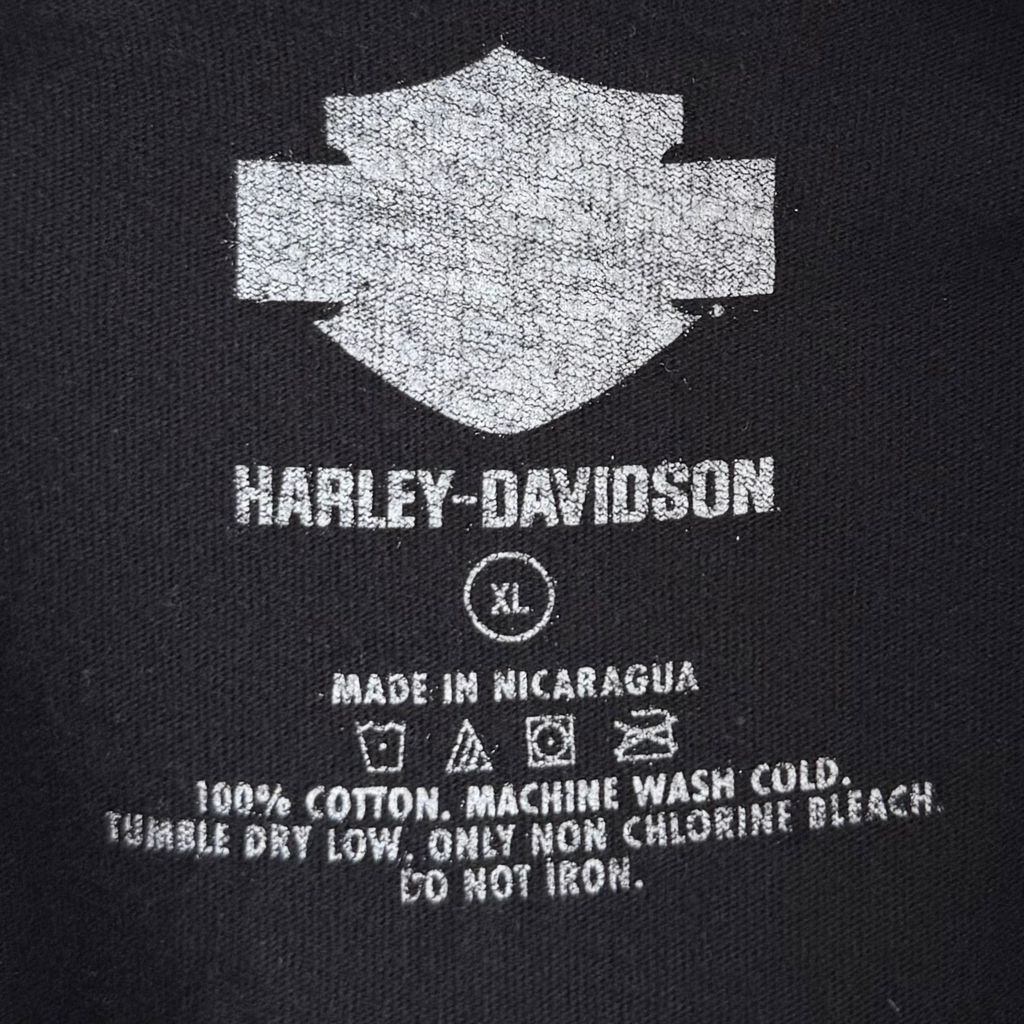 HARLEY-DAVIDSON
XL
MADE IN NICARAGUA
100% COTTON. MACHINE WASH COLD.
TUMBLE DRY LOW. ONLY NON CHLORINE BLEACH.
DO NOT IRON.